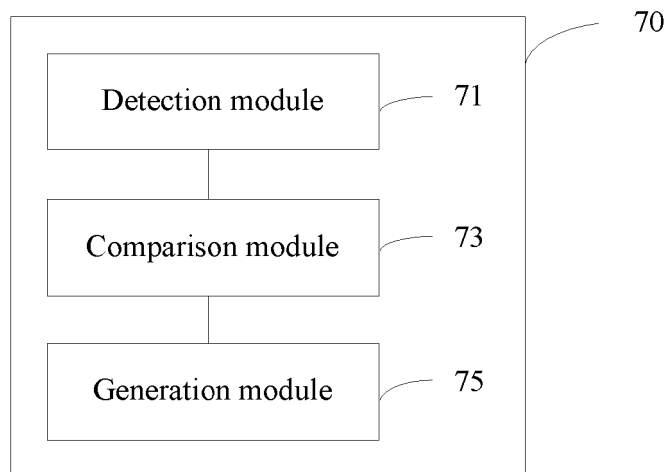 70
Detection module
71
Comparison module
73
Generation module
75